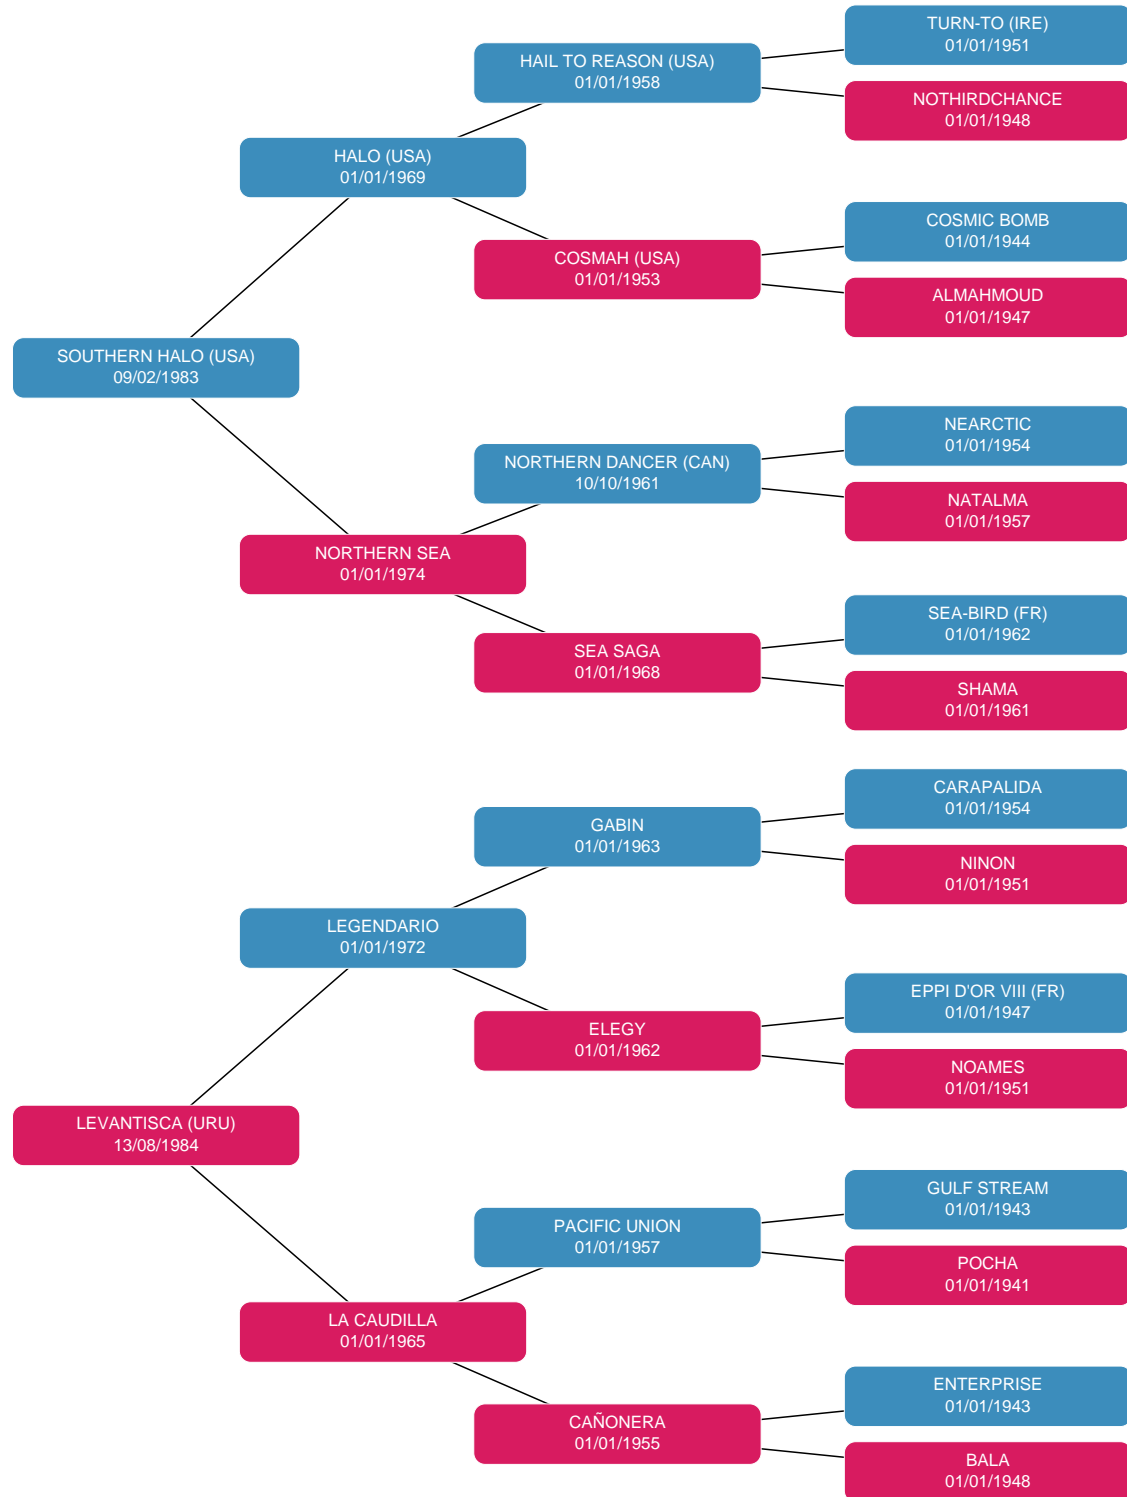 TURN-TO (IRE)
01/01/1951
HAIL TO REASON (USA)
01/01/1958
NOTHIRDCHANCE
01/01/1948
HALO (USA)
01/01/1969
COSMIC BOMB
01/01/1944
COSMAH (USA)
01/01/1953
ALMAHMOUD
01/01/1947
SOUTHERN HALO (USA)
09/02/1983
NEARCTIC
01/01/1954
NORTHERN DANCER (CAN)
10/10/1961
NATALMA
01/01/1957
NORTHERN SEA
01/01/1974
SEA-BIRD (FR)
01/01/1962
SEA SAGA
01/01/1968
SHAMA
01/01/1961
CARAPALIDA
01/01/1954
GABIN
01/01/1963
NINON
01/01/1951
LEGENDARIO
01/01/1972
EPPI D'OR VIII (FR)
01/01/1947
ELEGY
01/01/1962
NOAMES
01/01/1951
LEVANTISCA (URU)
13/08/1984
GULF STREAM
01/01/1943
PACIFIC UNION
01/01/1957
POCHA
01/01/1941
LA CAUDILLA
01/01/1965
ENTERPRISE
01/01/1943
CAÑONERA
01/01/1955
BALA
01/01/1948